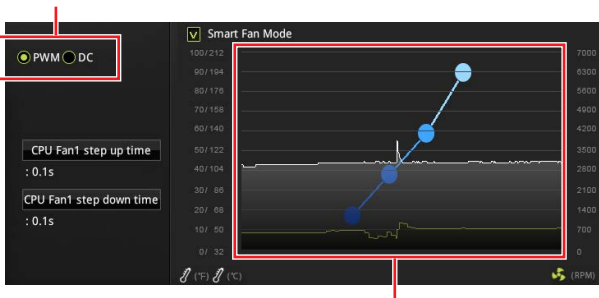 Smart Fan Mode
PWM DC
100/212 7000
90/194 6300
80/176 5600
70/158 4900
60/140 4200
50/122 3500
40/104 2800
30/ 86 2100
20/ 68 1400
10/ 50 700
0/ 32 0
CPU Fan1 step up time
: 0.1s
CPU Fan1 step down time
: 0.1s
(°F) (°C) (RPM)